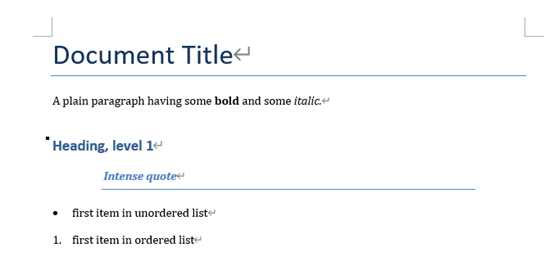 Document Title
A plain paragraph having some bold and some italic.
Heading, level 1
Intense quote
• first item in unordered list
1. first item in ordered list